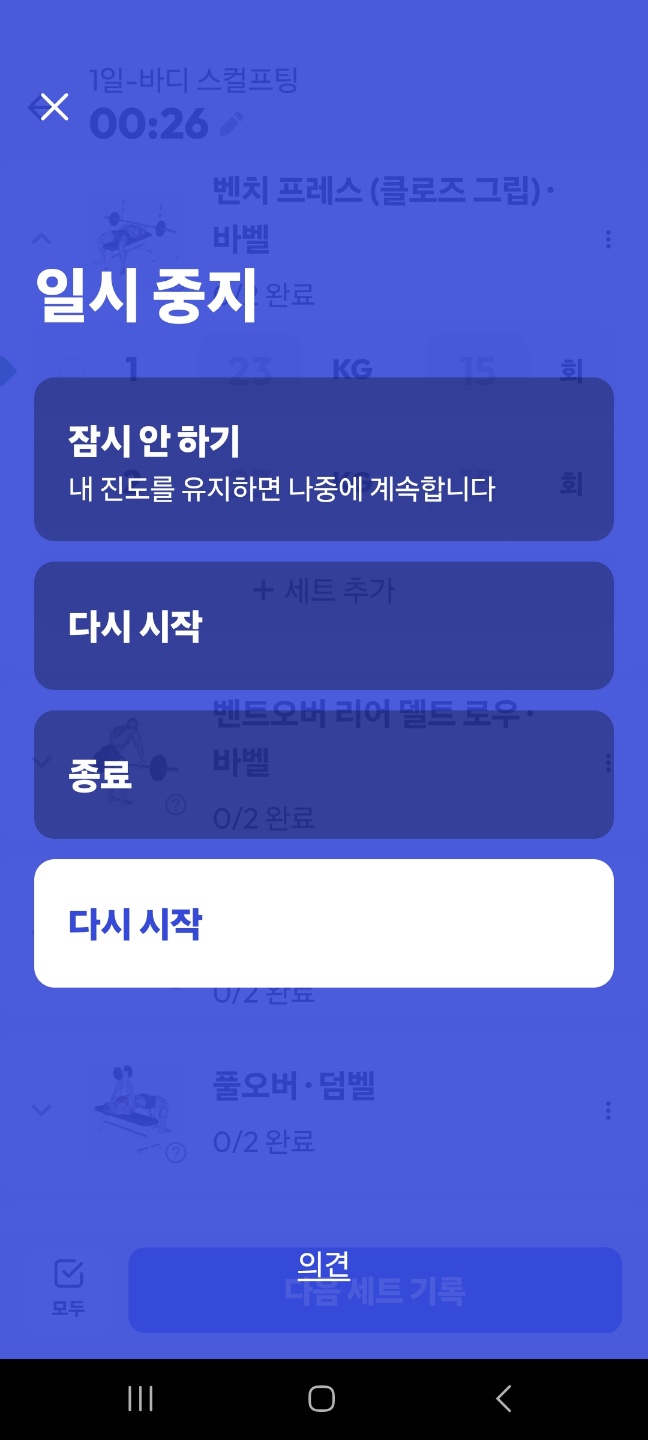 1일-바디 스컬프팅
00:26
벤치 프레스 (클로즈 그립) ·
바벨
일시 중지
완료
1 23 KG 15 회
잠시 안 하기
내 진도를 유지하면 나중에 계속합니다
회
+ 세트 추가
다시 시작
벤트오버 리어 델트 로우 ·
바벨
종료
0/2 완료
다시 시작
0/2 완료
풀오버 · 덤벨
0/2 완료
의견
다음 세트 기록
모두